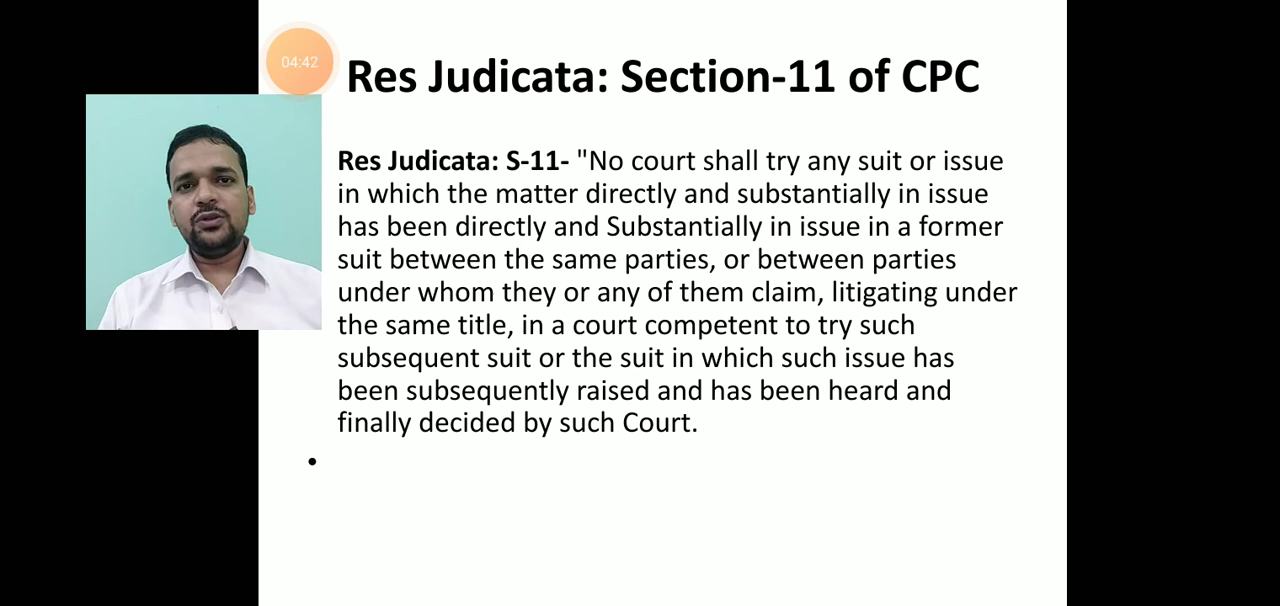 04:42
Res Judicata: Section-11 of CPC
Res Judicata: S-11- "No court shall try any suit or issue
in which the matter directly and substantially in issue
has been directly and Substantially in issue in a former
suit between the same parties, or between parties
under whom they or any of them claim, litigating under
the same title, in a court competent to try such
subsequent suit or the suit in which such issue has
been subsequently raised and has been heard and
finally decided by such Court.
•